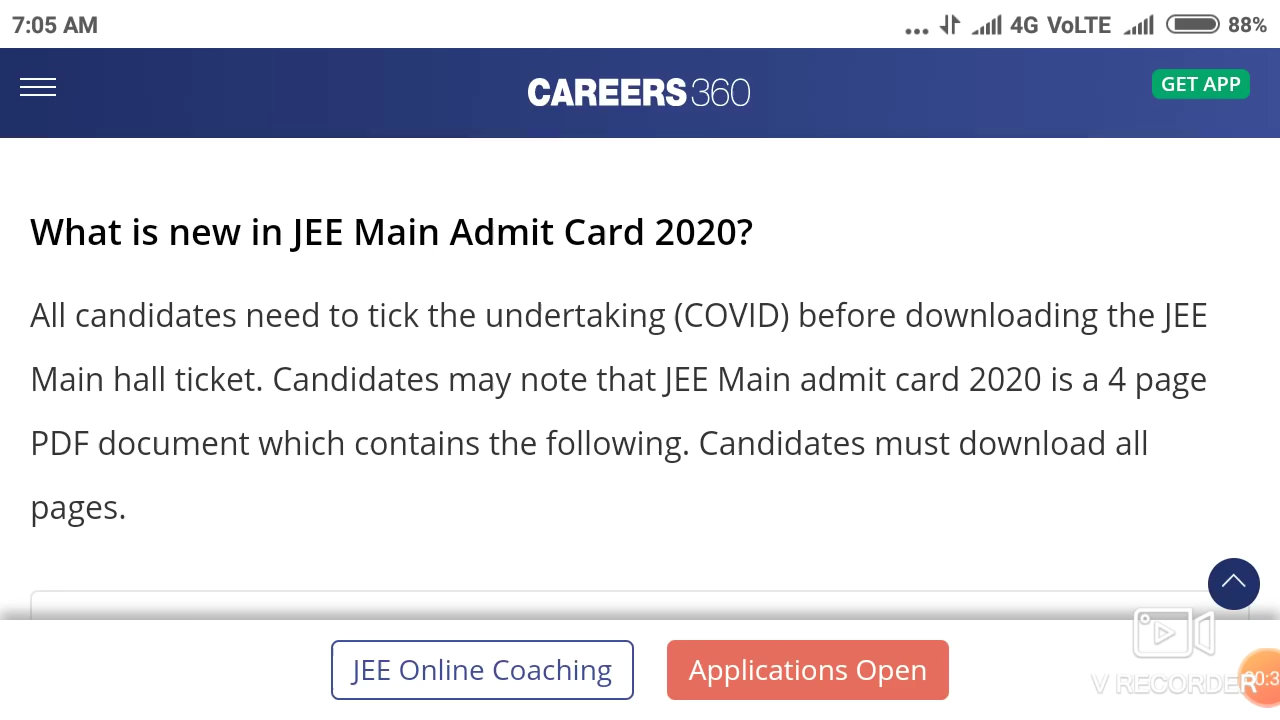 7:05 AM
... 4G VoLTE 88%
CAREERS360
GET APP
What is new in JEE Main Admit Card 2020?
All candidates need to tick the undertaking (COVID) before downloading the JEE
Main hall ticket. Candidates may note that JEE Main admit card 2020 is a 4 page
PDF document which contains the following. Candidates must download all
pages.
JEE Online Coaching
Applications Open
V RECORDER